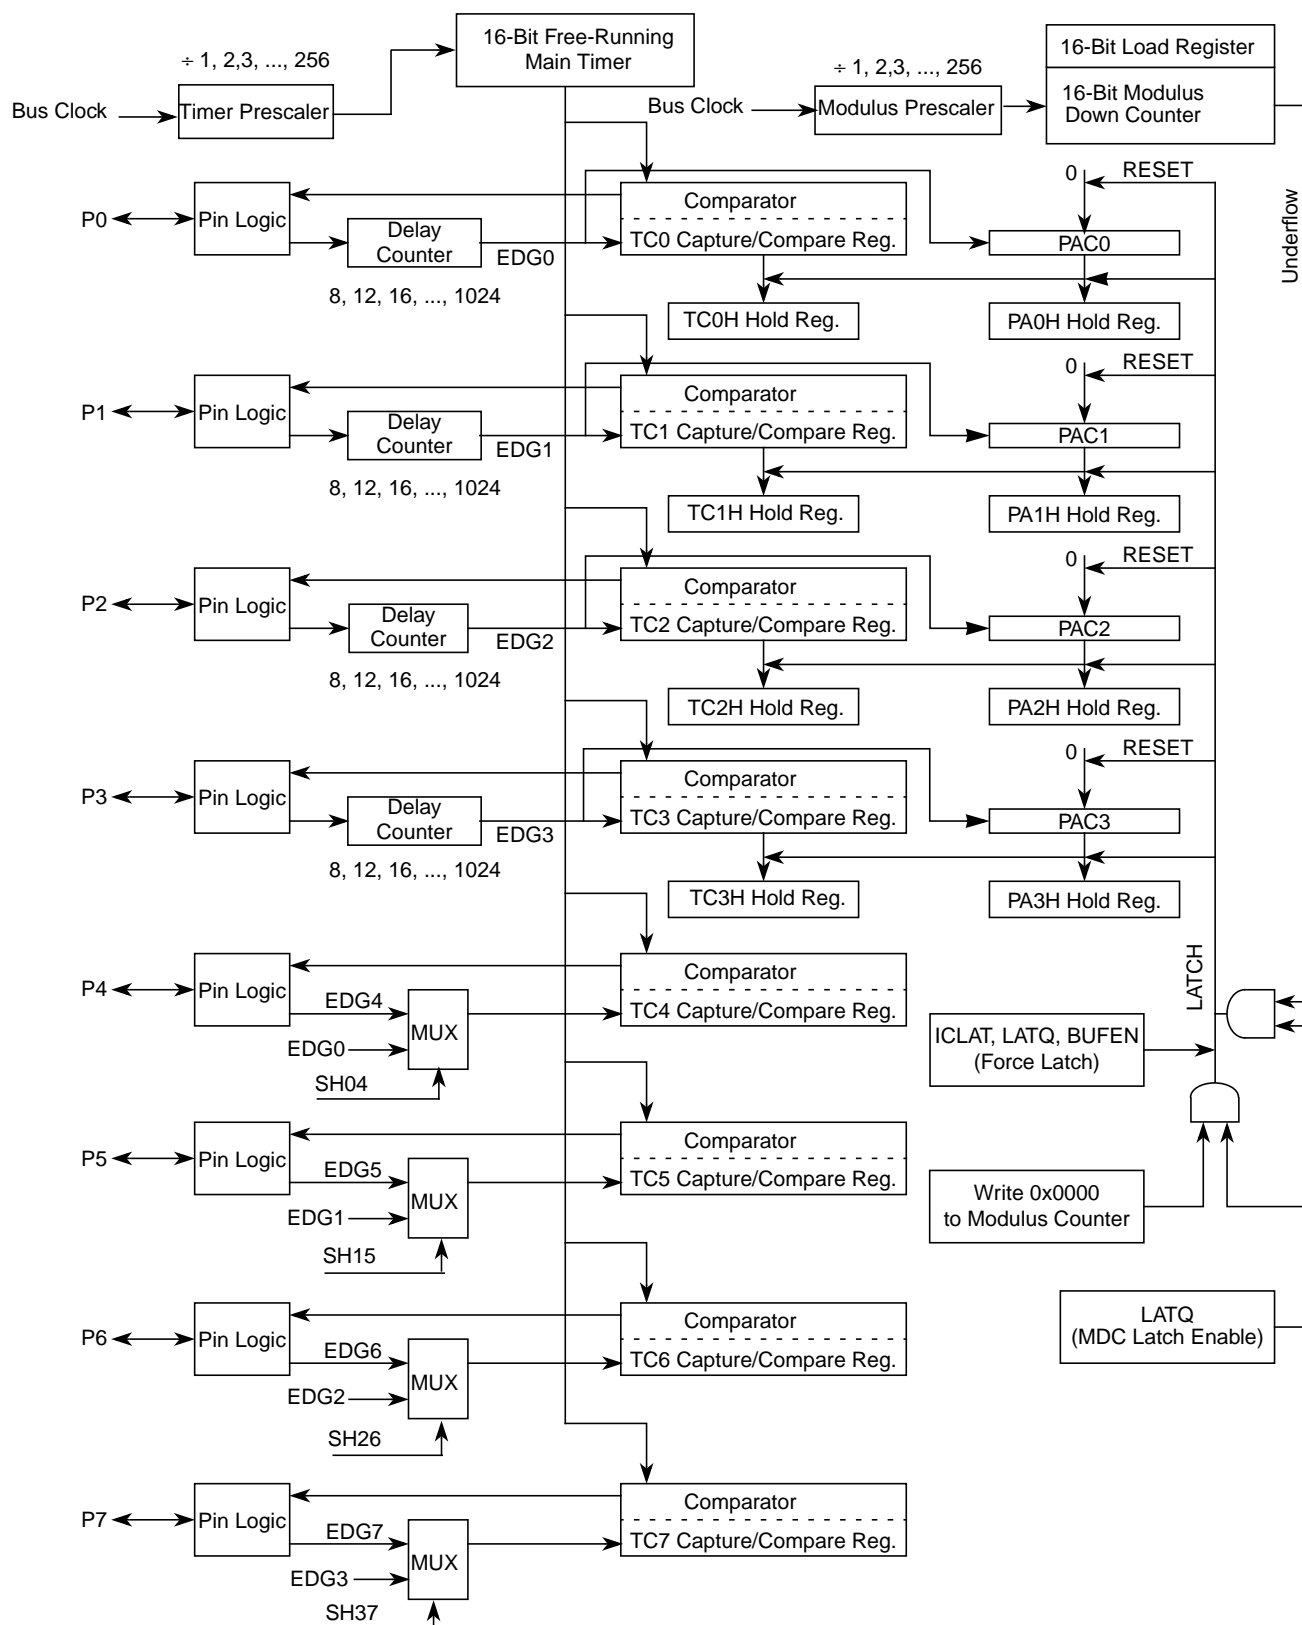 16-Bit Free-Running
Main Timer
16-Bit Load Register
16-Bit Modulus
Down Counter
÷ 1, 2,3, ..., 256
÷ 1, 2,3, ..., 256
Bus Clock
Timer Prescaler
Bus Clock
Modulus Prescaler
Underflow
P0
Pin Logic
Delay
Counter
EDG0
8, 12, 16, ..., 1024
Comparator
TC0 Capture/Compare Reg.
TC0H Hold Reg.
0
RESET
PAC0
PA0H Hold Reg.
P1
Pin Logic
Delay
Counter
EDG1
8, 12, 16, ..., 1024
Comparator
TC1 Capture/Compare Reg.
TC1H Hold Reg.
0
RESET
PAC1
PA1H Hold Reg.
P2
Pin Logic
Delay
Counter
EDG2
8, 12, 16, ..., 1024
Comparator
TC2 Capture/Compare Reg.
TC2H Hold Reg.
0
RESET
PAC2
PA2H Hold Reg.
P3
Pin Logic
Delay
Counter
EDG3
8, 12, 16, ..., 1024
Comparator
TC3 Capture/Compare Reg.
TC3H Hold Reg.
0
RESET
PAC3
PA3H Hold Reg.
P4
Pin Logic
EDG4
EDG0
MUX
SH04
Comparator
TC4 Capture/Compare Reg.
LATCH
ICLAT, LATQ, BUFEN
(Force Latch)
P5
Pin Logic
EDG5
EDG1
MUX
SH15
Comparator
TC5 Capture/Compare Reg.
Write 0x0000
to Modulus Counter
P6
Pin Logic
EDG6
EDG2
MUX
SH26
Comparator
TC6 Capture/Compare Reg.
LATQ
(MDC Latch Enable)
P7
Pin Logic
EDG7
EDG3
MUX
SH37
Comparator
TC7 Capture/Compare Reg.